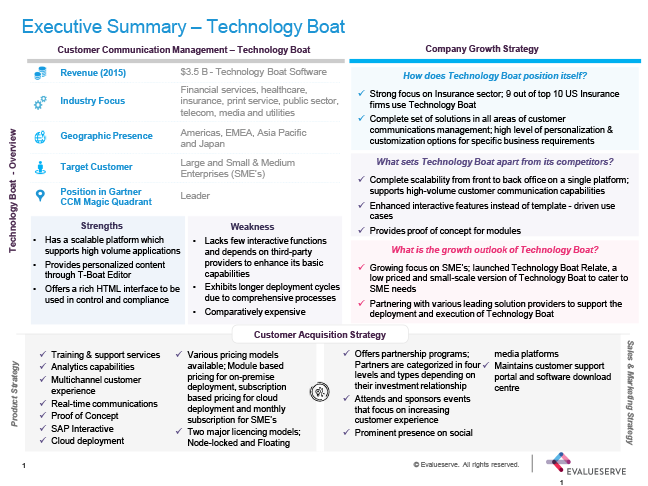 Executive Summary – Technology Boat
Customer Communication Management – Technology Boat
Technology Boat - Overview
Revenue (2015)
$3.5 B - Technology Boat Software
Industry Focus
Financial services, healthcare,
insurance, print service, public sector,
telecom, media and utilities
Geographic Presence
Americas, EMEA, Asia Pacific
and Japan
Target Customer
Large and Small & Medium
Enterprises (SME's)
Position in Gartner
CCM Magic Quadrant
Leader
Strengths
• Has a scalable platform which
supports high volume applications
• Provides personalized content
through T-Boat Editor
• Offers a rich HTML interface to be
used in control and compliance
Weakness
• Lacks few interactive functions
and depends on third-party
providers to enhance its basic
capabilities
• Exhibits longer deployment cycles
due to comprehensive processes
• Comparatively expensive
Company Growth Strategy
How does Technology Boat position itself?
✓ Strong focus on Insurance sector; 9 out of top 10 US Insurance
firms use Technology Boat
✓ Complete set of solutions in all areas of customer
communications management; high level of personalization &
customization options for specific business requirements
What sets Technology Boat apart from its competitors?
✓ Complete scalability from front to back office on a single platform;
supports high-volume customer communication capabilities
✓ Enhanced interactive features instead of template - driven use
cases
✓ Provides proof of concept for modules
What is the growth outlook of Technology Boat?
✓ Growing focus on SME's; launched Technology Boat Relate, a
low priced and small-scale version of Technology Boat to cater to
SME needs
✓ Partnering with various leading solution providers to support the
deployment and execution of Technology Boat
Customer Acquisition Strategy
Product Strategy
✓ Training & support services
✓ Analytics capabilities
✓ Multichannel customer
experience
✓ Real-time communications
✓ Proof of Concept
✓ SAP Interactive
✓ Cloud deployment
✓ Various pricing models
available; Module based
pricing for on-premise
deployment, subscription
based pricing for cloud
deployment and monthly
subscription for SME's
✓ Two major licencing models;
Node-locked and Floating
✓ Offers partnership programs;
Partners are categorized in four
levels and types depending on
their investment relationship
✓ Attends and sponsors events
that focus on increasing
customer experience
✓ Prominent presence on social
media platforms
✓ Maintains customer support
portal and software download
centre
Sales & Marketing Strategy
1
© Evalueserve. All rights reserved.
EVALUESERVE
1